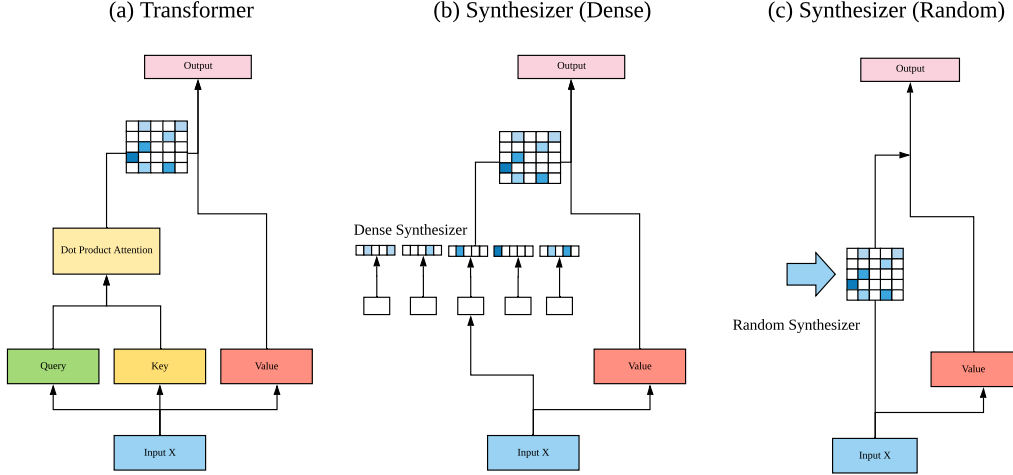 (a) Transformer
Output
Dot Product Attention
Query
Key
Value
Input X
(b) Synthesizer (Dense)
Output
Dense Synthesizer
Value
Input X
(c) Synthesizer (Random)
Output
Random Synthesizer
Value
Input X